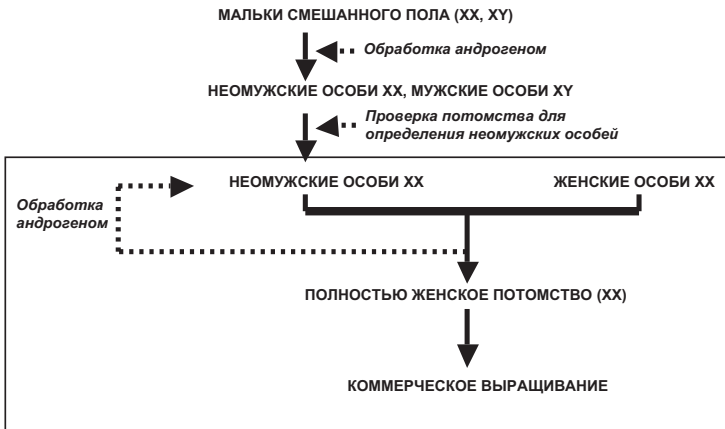 МАЛЬКИ СМЕШАННОГО ПОЛА (XX, XY)
Обработка андрогеном
НЕОМУЖСКИЕ ОСОБИ XX, МУЖСКИЕ ОСОБИ XY
Проверка потомства для
определения неомужских особей
НЕОМУЖСКИЕ ОСОБИ XX
ЖЕНСКИЕ ОСОБИ XX
Обработка
андрогеном
ПОЛНОСТЬЮ ЖЕНСКОЕ ПОТОМСТВО (XX)
КОММЕРЧЕСКОЕ ВЫРАЩИВАНИЕ